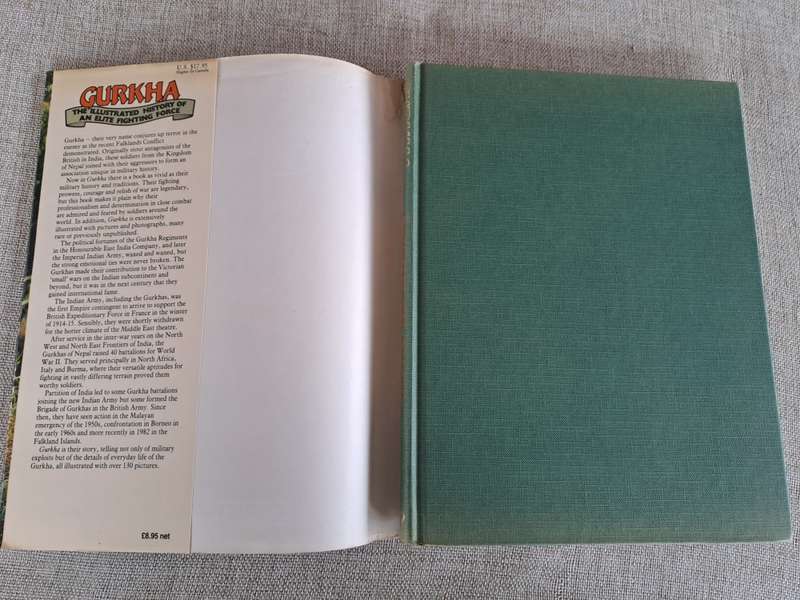 U.S. $17.95
Higher in Canada
GURKHA
THE ILLUSTRATED HISTORY OF
AN ELITE FIGHTING FORCE
Gurkha – their very name conjures up terror in the
enemy as the recent Falklands Conflict
demonstrated. Originally stout antagonists of the
British in India, these soldiers from the Kingdom
of Nepal joined with their aggressors to form an
association unique in military history.
Now in Gurkha there is a book as vivid as their
military history and traditions. Their fighting
prowess, courage and relish of war are legendary,
but this book makes it plain why their
professionalism and determination in close combat
are admired and feared by soldiers around the
world. In addition, Gurkha is extensively
illustrated with pictures and photographs, many
rare or previously unpublished.
The political fortunes of the Gurkha Regiments
in the Honourable East India Company, and later
the Imperial Indian Army, waxed and waned, but
the strong emotional ties were never broken. The
Gurkhas made their contribution to the Victorian
'small' wars on the Indian subcontinent and
beyond, but it was in the next century that they
gained international fame.
The Indian Army, including the Gurkhas, was
the first Empire contingent to arrive to support the
British Expeditionary Force in France in the winter
of 1914-15. Sensibly, they were shortly withdrawn
for the hotter climate of the Middle East theatre.
After service in the inter-war years on the North
West and North East Frontiers of India, the
Gurkhas of Nepal raised 40 battalions for World
War II. They served principally in North Africa,
Italy and Burma, where their versatile aptitudes for
fighting in vastly differing terrain proved them
worthy soldiers.
Partition of India led to some Gurkha battalions
joining the new Indian Army but some formed the
Brigade of Gurkhas in the British Army. Since
then, they have seen action in the Malayan
emergency of the 1950s, confrontation in Borneo in
the early 1960s and more recently in 1982 in the
Falkland Islands.
Gurkha is their story, telling not only of military
exploits but of the details of everyday life of the
Gurkha, all illustrated with over 130 pictures.
£8.95 net